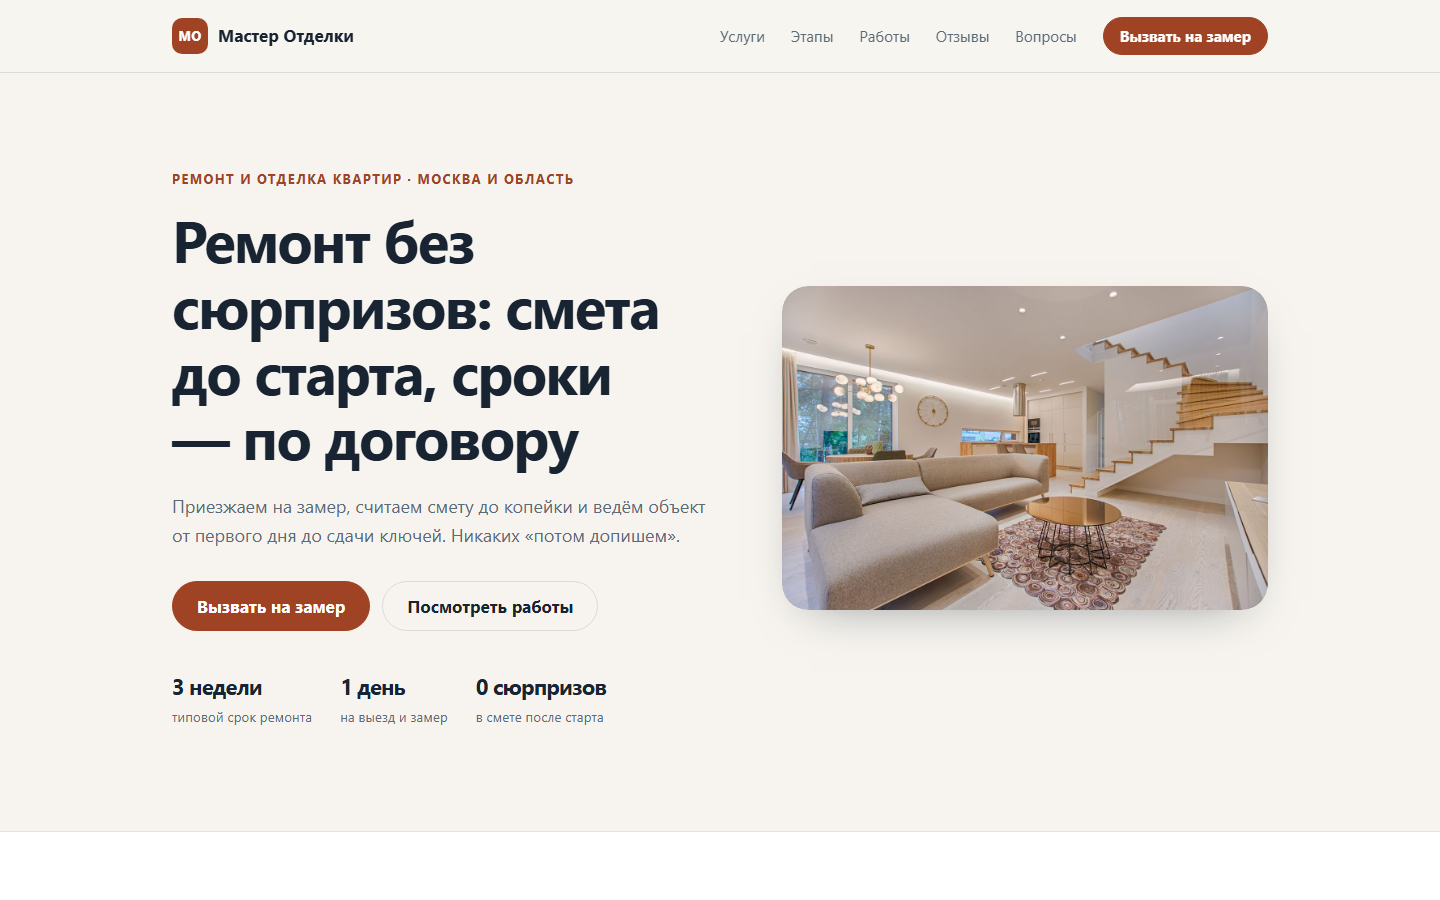 МО Мастер Отделки
Услуги Этапы Работы Отзывы Вопросы Вызвать на замер
РЕМОНТ И ОТДЕЛКА КВАРТИР · МОСКВА И ОБЛАСТЬ
Ремонт без
сюрпризов: смета
до старта, сроки
— по договору
Приезжаем на замер, считаем смету до копейки и ведём объект
от первого дня до сдачи ключей. Никаких «потом допишем».
Вызвать на замер Посмотреть работы
3 недели 1 день 0 сюрпризов
типовой срок ремонта на выезд и замер в смете после старта